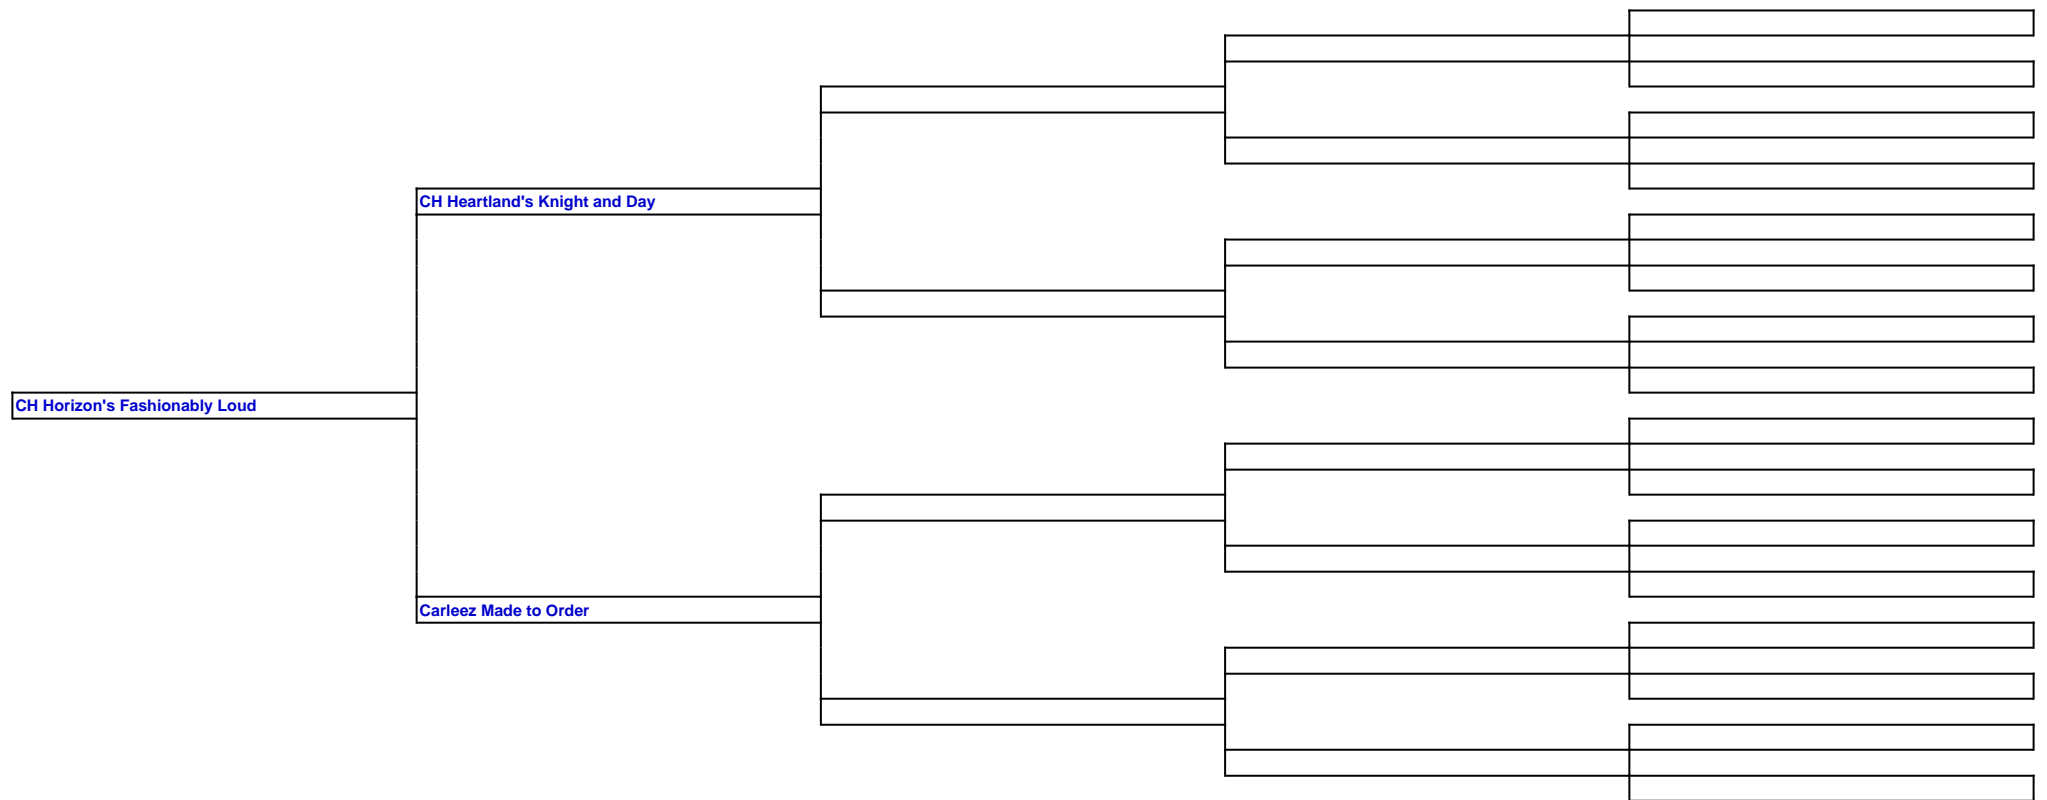 CH Heartland's Knight and Day
CH Horizon's Fashionably Loud
Carleez Made to Order